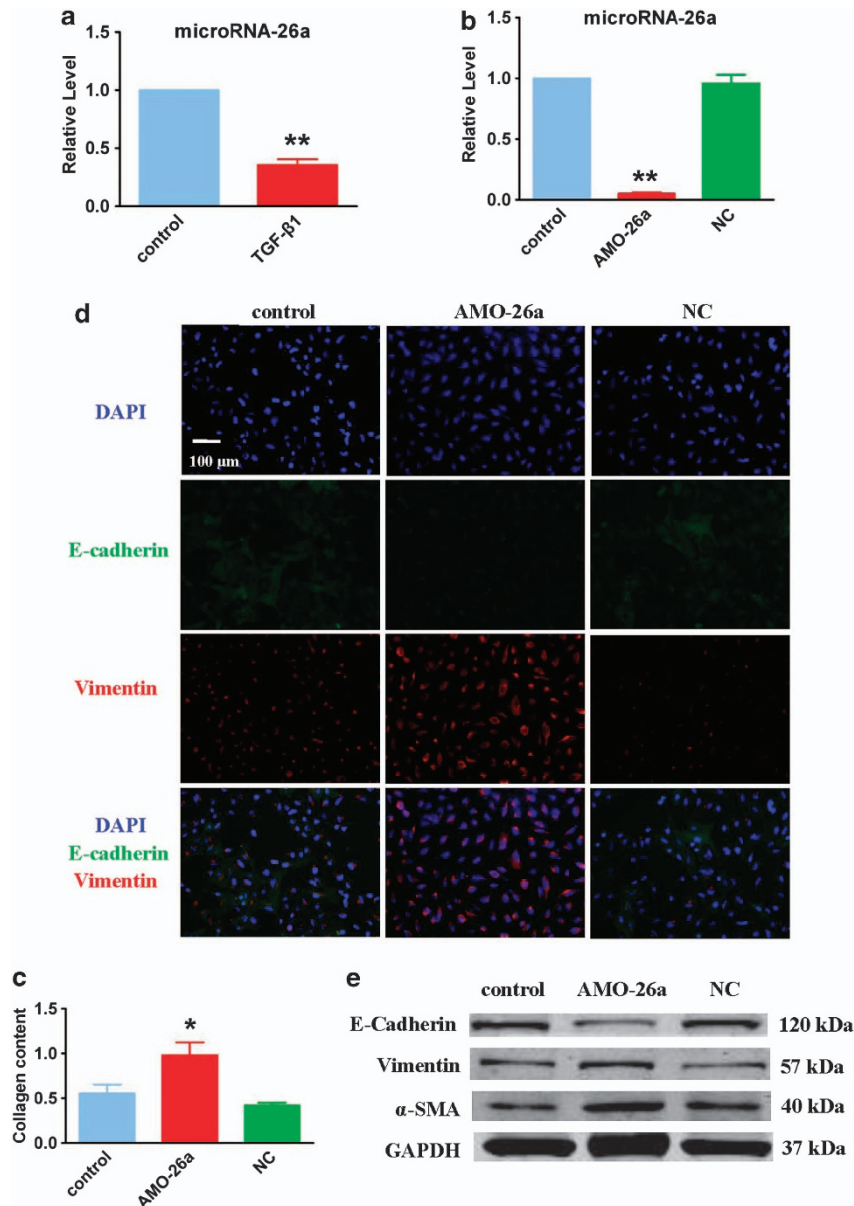 a
microRNA-26a
Relative Level
1.5
1.0
0.5
0.0
**
control
TGF-β1
b
microRNA-26a
Relative Level
1.5
1.0
0.5
0.0
**
control
AMO-26a
NC
d
control AMO-26a NC
DAPI
100 μm
E-cadherin
Vimentin
DAPI
E-cadherin
Vimentin
c
Collagen content
1.5
1.0
0.5
0.0
*
control
AMO-26a
NC
e
control AMO-26a NC
E-Cadherin 120 kDa
Vimentin 57 kDa
α-SMA 40 kDa
GAPDH 37 kDa